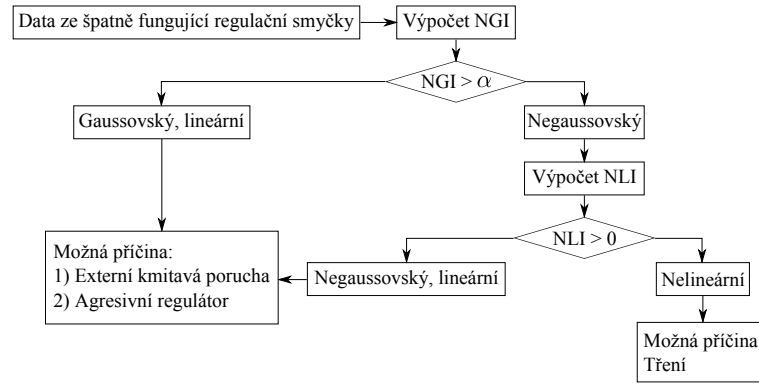 Data ze špatně fungující regulační smyčky
Výpočet NGI
NGI > α
Gaussovský, lineární
Negaussovský
Výpočet NLI
NLI > 0
Možná příčina:
1) Externí kmitavá porucha
2) Agresivní regulátor
Negaussovský, lineární
Nelineární
Možná příčina
Tření